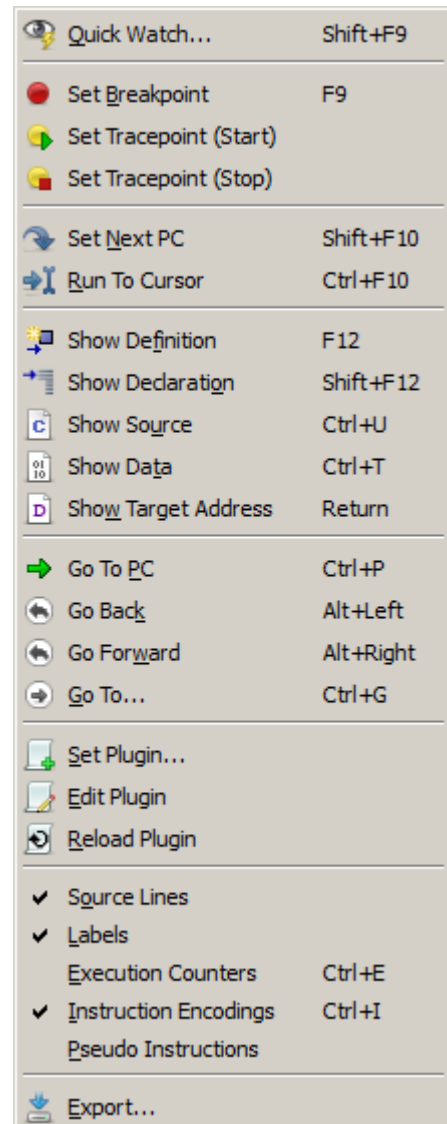 Quick Watch... Shift+F9
Set Breakpoint F9
Set Tracepoint (Start)
Set Tracepoint (Stop)
Set Next PC Shift+F10
Run To Cursor Ctrl+F10
Show Definition F12
Show Declaration Shift+F12
C Show Source Ctrl+U
01 10 Show Data Ctrl+T
D Show Target Address Return
Go To PC Ctrl+P
Go Back Alt+Left
Go Forward Alt+Right
Go To... Ctrl+G
Set Plugin...
Edit Plugin
Reload Plugin
Source Lines
Labels
Execution Counters Ctrl+E
Instruction Encodings Ctrl+I
Pseudo Instructions
Export...